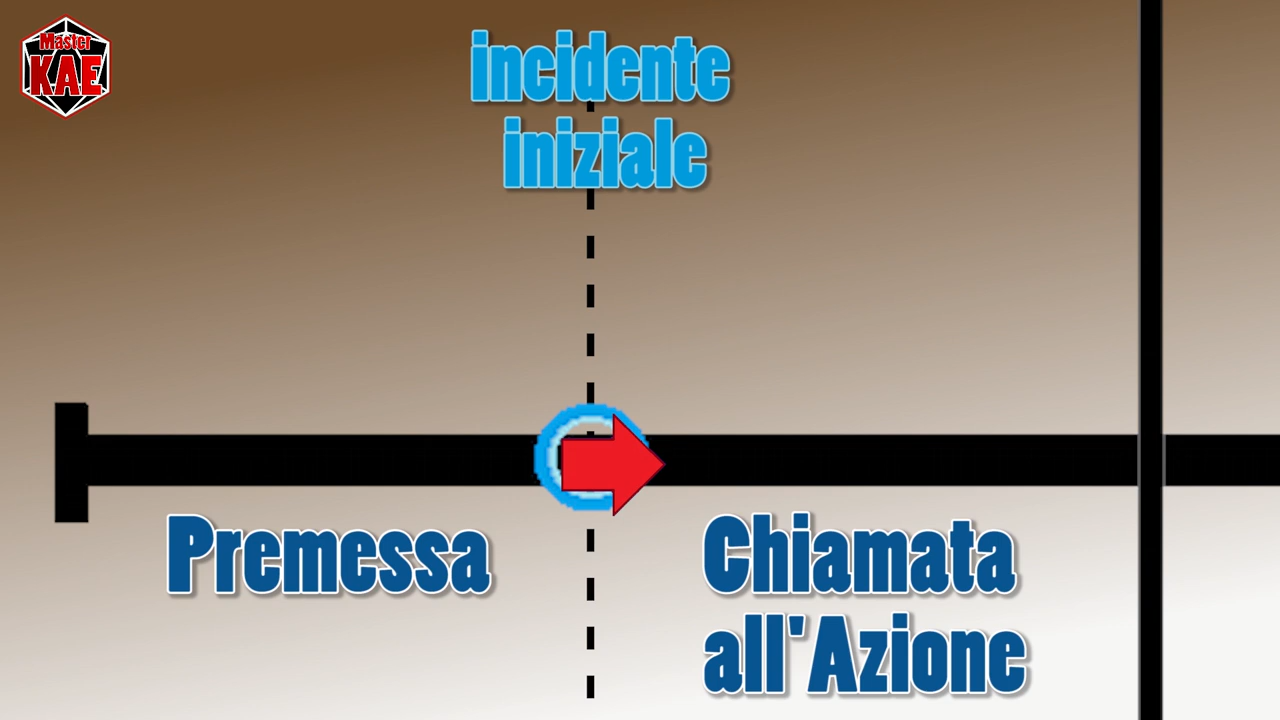 Master
KAE
incidente
iniziale
Premessa
Chiamata
all'Azione